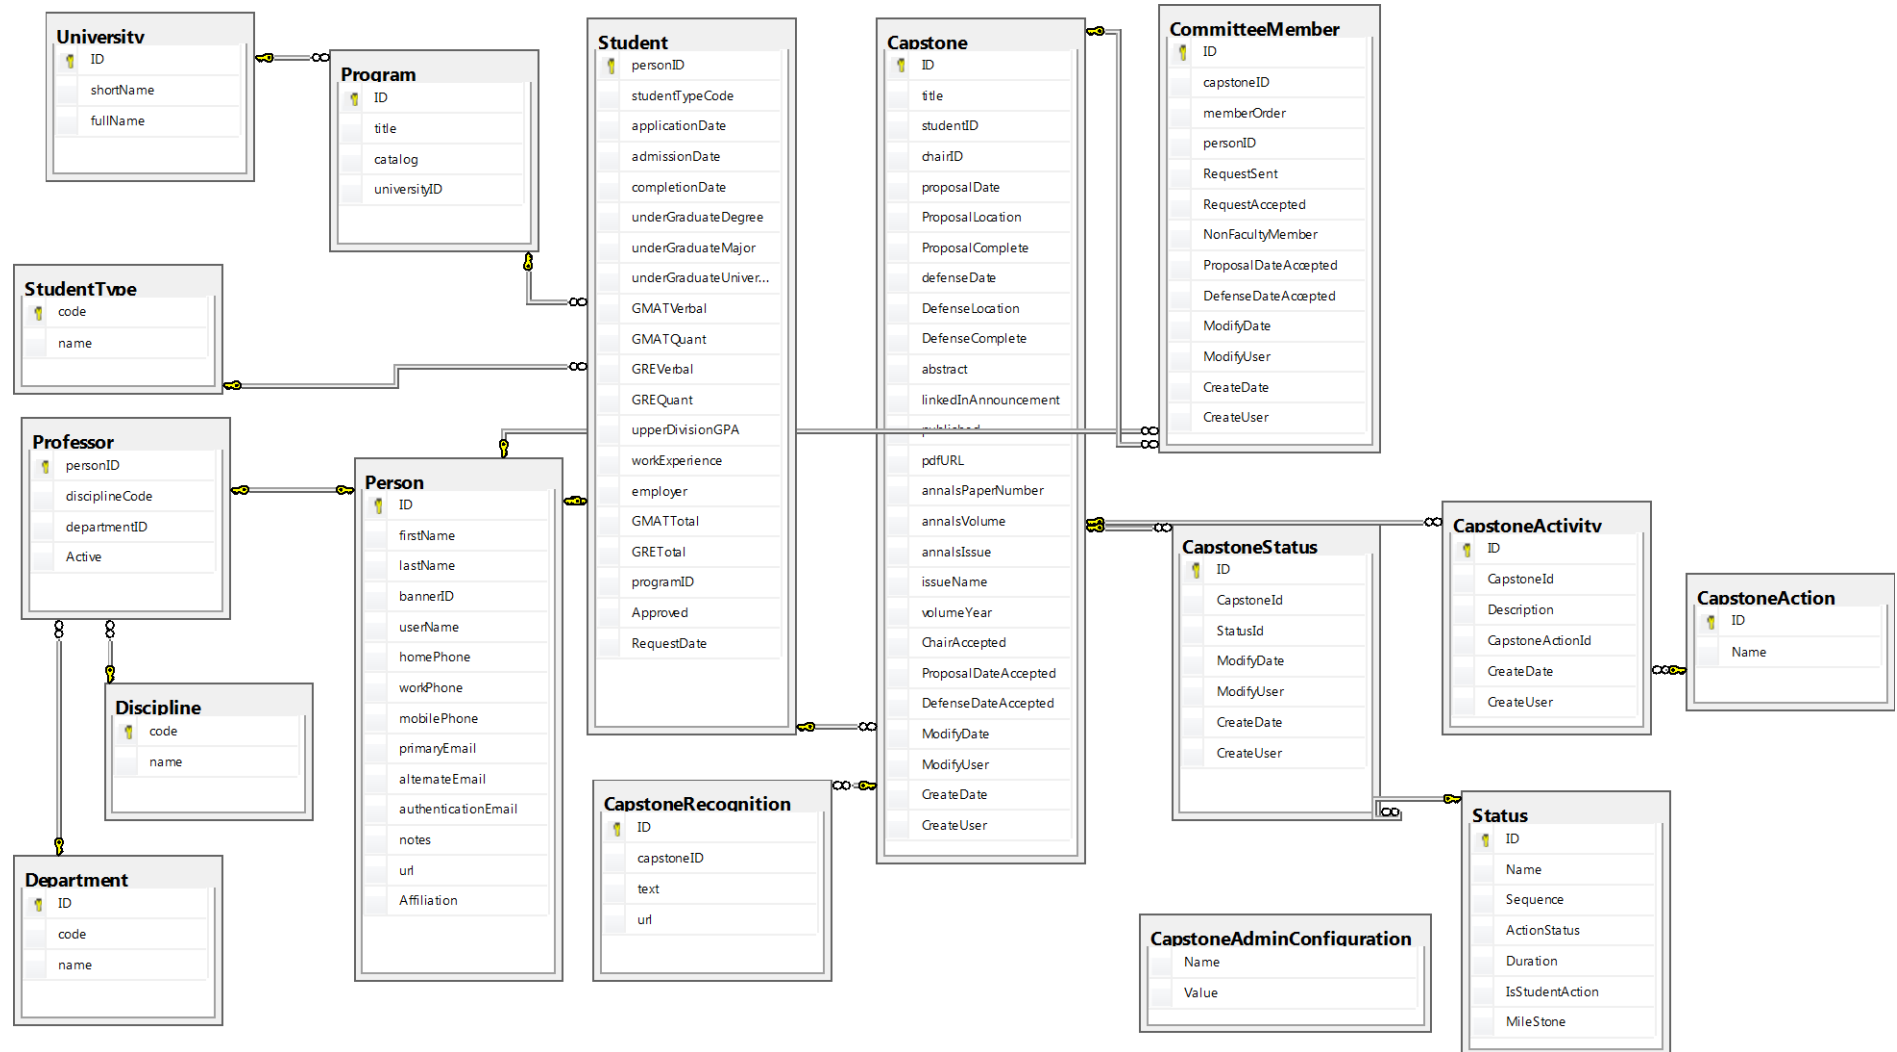 University
ID
shortName
fullName
Program
ID
title
catalog
universityID
StudentType
code
name
Professor
personID
disciplineCode
departmentID
Active
Discipline
code
name
Department
ID
code
name
Person
ID
firstName
lastName
bannerID
userName
homePhone
workPhone
mobilePhone
primaryEmail
alternateEmail
authenticationEmail
notes
url
Affiliation
Student
personID
studentTypeCode
applicationDate
admissionDate
completionDate
underGraduateDegree
underGraduateMajor
underGraduateUniver...
GMATVerbal
GMATQuant
GREVerbal
GREQuant
upperDivisionGPA
workExperience
employer
GMATTotal
GRETotal
programID
Approved
RequestDate
CapstoneRecognition
ID
capstoneID
text
url
Capstone
ID
title
studentID
chairID
proposalDate
ProposalLocation
ProposalComplete
defenseDate
DefenseLocation
DefenseComplete
abstract
linkedInAnnouncement
published
pdfURL
annalsPaperNumber
annalsVolume
annalsIssue
issueName
volumeYear
ChairAccepted
ProposalDateAccepted
DefenseDateAccepted
ModifyDate
ModifyUser
CreateDate
CreateUser
CommitteeMember
ID
capstoneID
memberOrder
personID
RequestSent
RequestAccepted
NonFacultyMember
ProposalDateAccepted
DefenseDateAccepted
ModifyDate
ModifyUser
CreateDate
CreateUser
CapstoneStatus
ID
CapstoneId
StatusId
ModifyDate
ModifyUser
CreateDate
CreateUser
CapstoneActivity
ID
CapstoneId
Description
CapstoneActionId
CreateDate
CreateUser
CapstoneAction
ID
Name
CapstoneAdminConfiguration
Name
Value
Status
ID
Name
Sequence
ActionStatus
Duration
IsStudentAction
MileStone